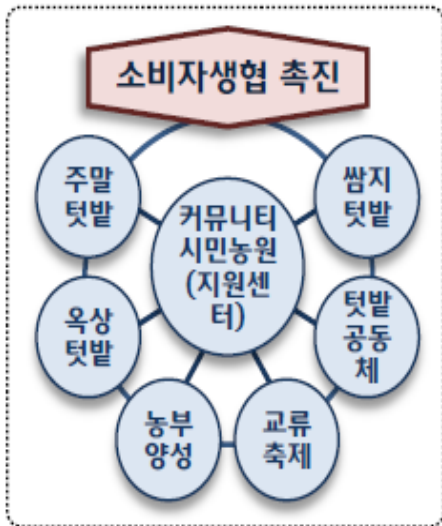 소비자생협 촉진
주말
텃밭
쌈지
텃밭
커뮤니티
시민농원
(지원센
터)
옥상
텃밭
텃밭
공동
체
농부
양성
교류
축제